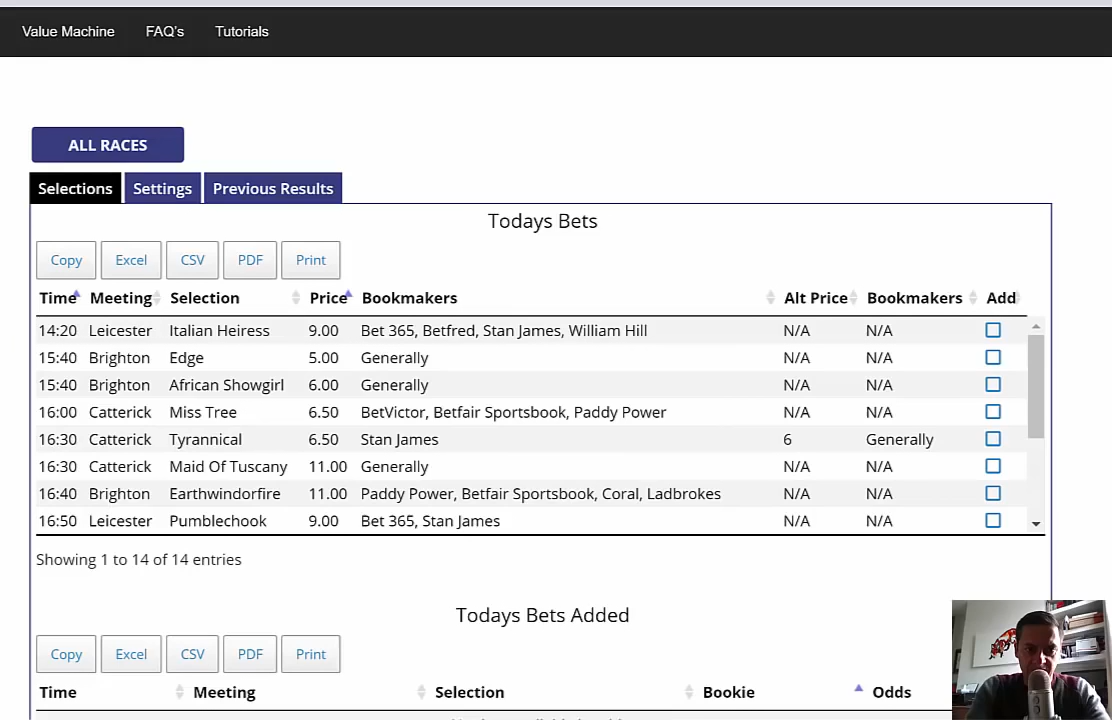 Value Machine FAQ's Tutorials
ALL RACES
Selections Settings Previous Results
Todays Bets
Copy Excel CSV PDF Print
Time Meeting Selection Price Bookmakers Alt Price Bookmakers Add
14:20 Leicester Italian Heiress 9.00 Bet 365, Betfred, Stan James, William Hill N/A N/A
15:40 Brighton Edge 5.00 Generally N/A N/A
15:40 Brighton African Showgirl 6.00 Generally N/A N/A
16:00 Catterick Miss Tree 6.50 BetVictor, Betfair Sportsbook, Paddy Power N/A N/A
16:30 Catterick Tyrannical 6.50 Stan James 6 Generally
16:30 Catterick Maid Of Tuscany 11.00 Generally N/A N/A
16:40 Brighton Earthwindorfire 11.00 Paddy Power, Betfair Sportsbook, Coral, Ladbrokes N/A N/A
16:50 Leicester Pumblechook 9.00 Bet 365, Stan James N/A N/A
Showing 1 to 14 of 14 entries
Todays Bets Added
Copy Excel CSV PDF Print
Time Meeting Selection Bookie Odds